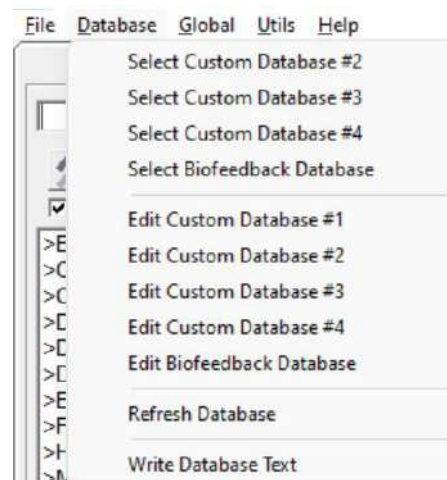 File Database Global Utils Help
Select Custom Database #2
Select Custom Database #3
Select Custom Database #4
Select Biofeedback Database
Edit Custom Database #1
Edit Custom Database #2
Edit Custom Database #3
Edit Custom Database #4
Edit Biofeedback Database
Refresh Database
Write Database Text
>E
>D
>D
>E
>F
>H